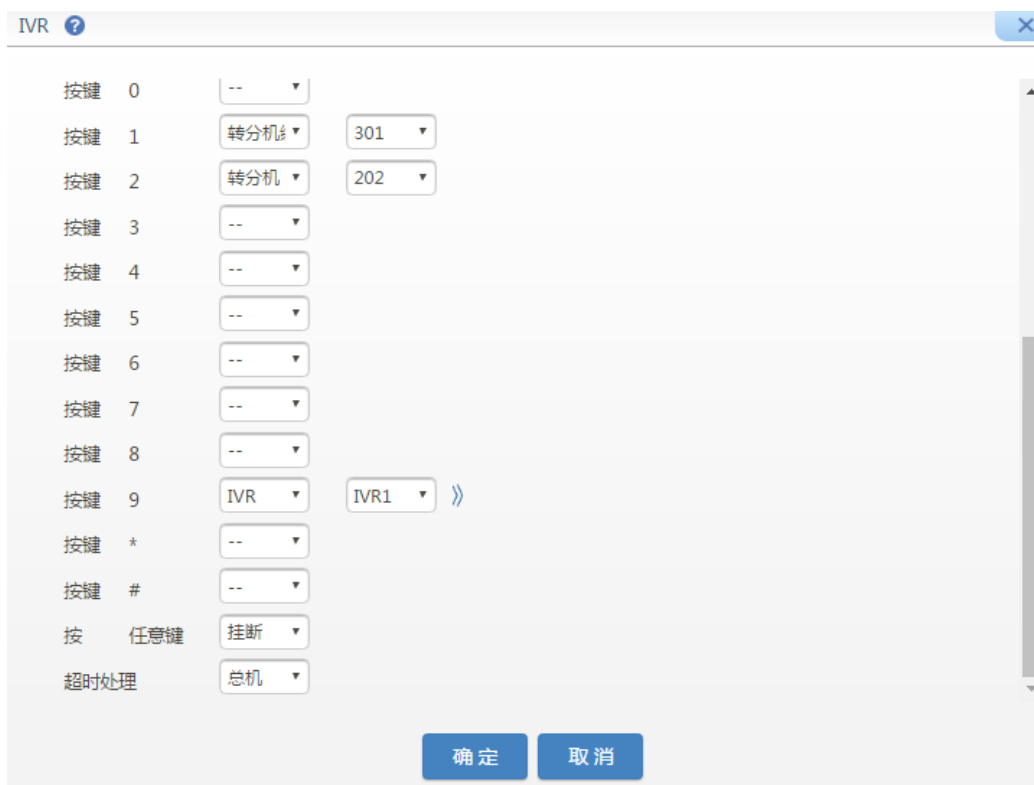 IVR ?
按键 0 --
按键 1 转分机 301
按键 2 转分机 202
按键 3 --
按键 4 --
按键 5 --
按键 6 --
按键 7 --
按键 8 --
按键 9 IVR IVR1 》
按键 * --
按键 # --
按 任意键 挂断
超时处理 总机
确定 取消